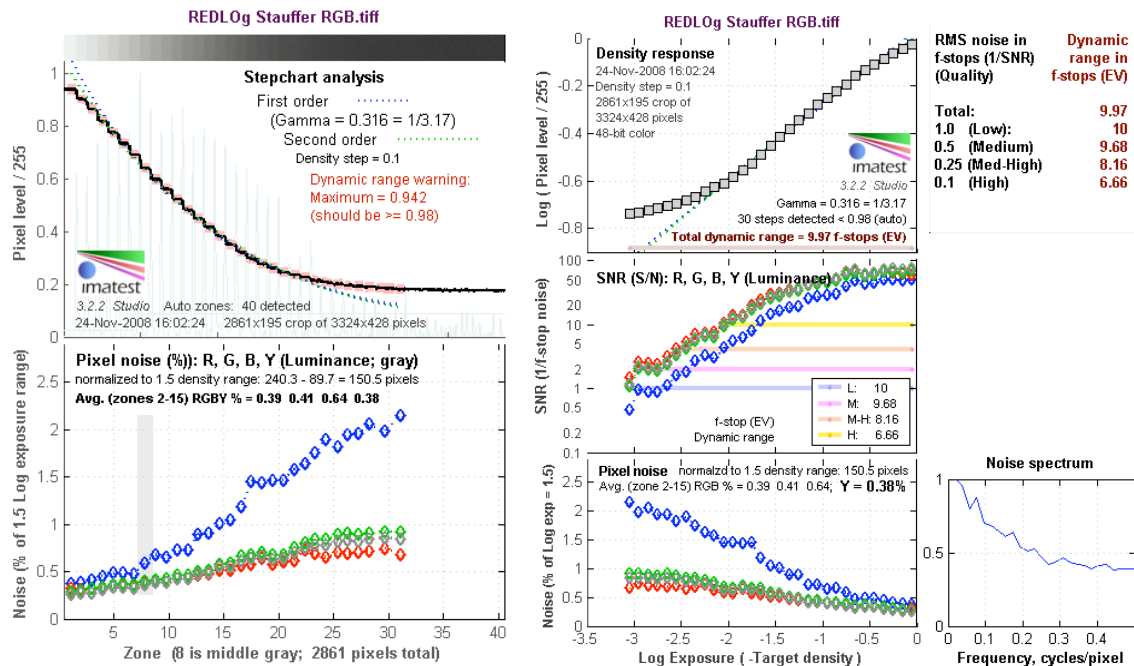 REDLOg Stauffer RGB.tiff
Stepchart analysis
First order
(Gamma = 0.316 = 1/3.17)
Second order
Density step = 0.1
Dynamic range warning:
Maximum = 0.942
(should be >= 0.98)
imatest
3.2.2 Studio
Auto zones: 40 detected
24-Nov-2008 16:02:24
2861x195 crop of 3324x428 pixels
Pixel level / 255
1
0.8
0.6
0.4
0.2
0
Pixel noise (%)): R, G, B, Y (Luminance; gray)
normalized to 1.5 density range: 240.3 - 89.7 = 150.5 pixels
Avg. (zones 2-15) RGBY % = 0.39 0.41 0.64 0.38
Noise (% of 1.5 Log exposure range)
2.5
2
1.5
1
0.5
0
5
10
15
20
25
30
35
40
Zone (8 is middle gray; 2861 pixels total)
REDLOg Stauffer RGB.tiff
Density response
24-Nov-2008 16:02:24
Density step = 0.1
2861x195 crop of
3324x428 pixels
48-bit color
imatest
3.2.2 Studio
Gamma = 0.316 = 1/3.17
30 steps detected < 0.98 (auto)
Total dynamic range = 9.97 f-stops (EV)
Log ( Pixel level / 255 )
0
-0.2
-0.4
-0.6
-0.8
SNR (S/N): R, G, B, Y (Luminance)
SNR (1/f-stop noise)
100
50
20
10
5
2
1
0.5
0.2
0.1
f-stop (EV)
Dynamic range
L: 10
M: 9.68
M-H: 8.16
H: 6.66
Pixel noise normalzd to 1.5 density range: 150.5 pixels
Avg. (zone 2-15) RGB % = 0.39 0.41 0.64; Y = 0.38%
Noise (% of Log exp = 1.5)
2.5
2
1.5
1
0.5
0
-3.5
-3
-2.5
-2
-1.5
-1
-0.5
0
Log Exposure ( -Target density )
RMS noise in
f-stops (1/SNR)
(Quality)
Dynamic
range in
f-stops (EV)
Total: 9.97
1.0 (Low): 10
0.5 (Medium) 9.68
0.25 (Med-High) 8.16
0.1 (High) 6.66
Noise spectrum
1
0.5
0
0
0.1
0.2
0.4
Frequency, cycles/pixel